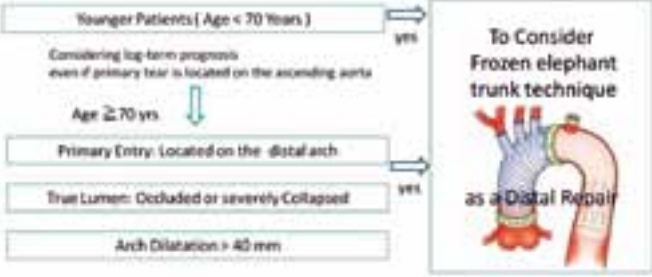 Younger Patients ( Age < 70 Years )
yes
Considering log-term prognosis
even if primary tear is located on the ascending aorta
Age ≧ 70 yrs
Primary Entry: Located on the distal arch
yes
True Lumen: Occluded or severely Collapsed
Arch Dilatation > 40 mm
To Consider
Frozen elephant
trunk technique
as a Distal Repair